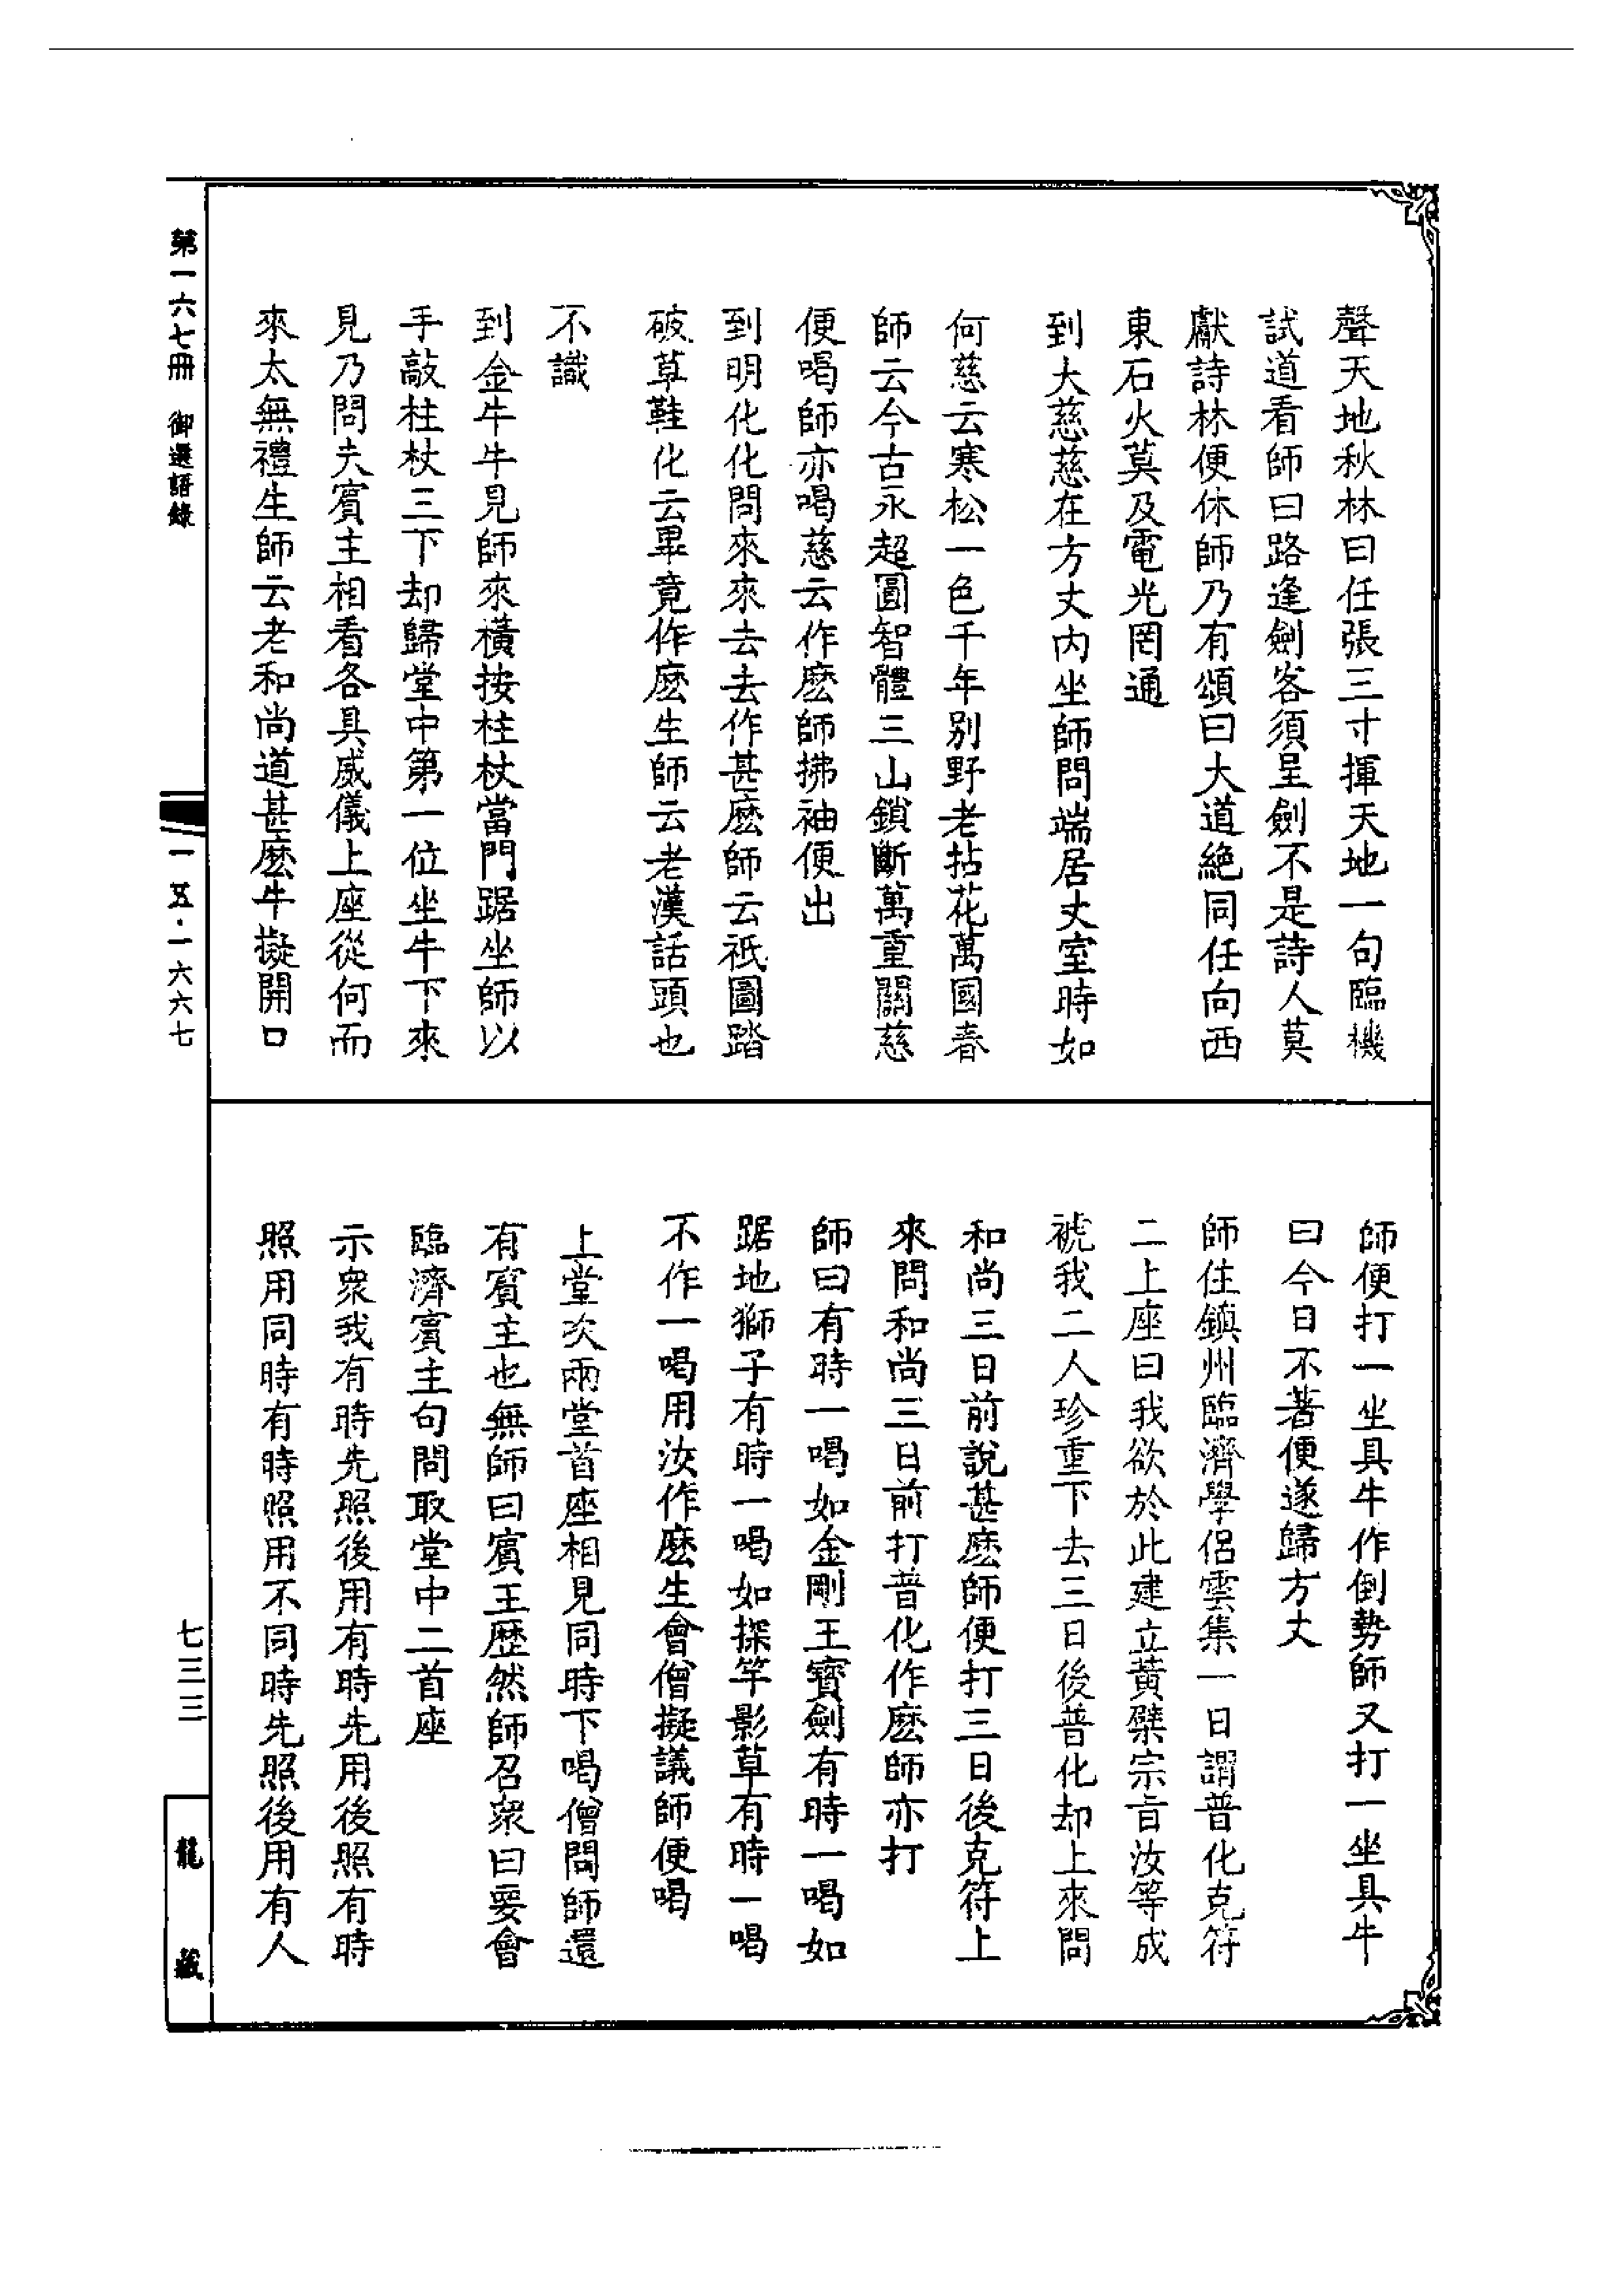 聲天地秋林曰任張三寸揮天地一句臨機
試道看師曰路逢劍客須呈劍不是詩人莫
獻詩林便休師乃有頌曰大道絕同任向西
東石火莫及電光罔通
到大慈慈在方丈內坐師問端居丈室時如
何慈云寒松一色千年別野老拈花萬國春
師云今古永超圓智體三山鎖斷萬重關慈
便喝師亦喝慈云作麽師拂袖便出
到明化化問來來去去作甚麽師云祇圖踏
破草鞋化云畢竟作麽生師云老漢話頭也
不識
到金牛牛見師來橫按柱杖當門踞坐師以
手敲柱杖三下却歸堂中第一位坐牛下來
見乃問夫賓主相看各具威儀上座從何而
來太無禮生師云老和尚道甚麽牛擬開口
師便打一坐具牛作倒勢師又打一坐具牛
曰今日不著便遂歸方丈
師住鎮州臨濟學侶雲集一日謂普化克符
二上座曰我欲於此建立黃檗宗旨汝等成
褫我二人珍重下去三日後普化却上來問
和尚三日前說甚麽師便打三日後克符上
來問和尚三日前打普化作麽師亦打
師曰有時一喝如金剛王寶劍有時一喝如
踞地獅子有時一喝如探竿影草有時一喝
不作一喝用汝作麽生會僧擬議師便喝
上堂次兩堂首座相見同時下喝僧問師還
有賓主也無師曰賓主歷然師召衆曰要會
臨濟賓主句問取堂中二首座
示衆我有時先照後用有時先用後照有時
照用同時有時照用不同時先照後用有人
第一六七冊 御選語錄
一五·一六六七
七三三
龍藏